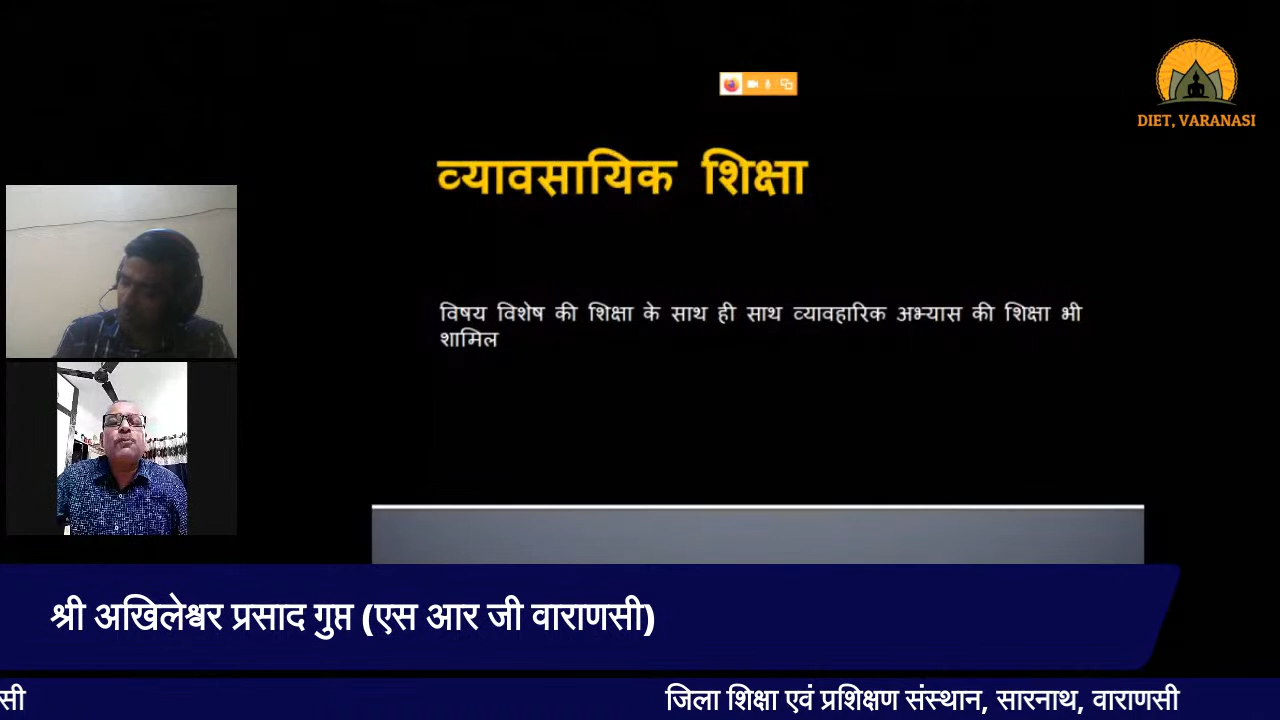 DIET, VARANASI
व्यावसायिक शिक्षा
विषय विशेष की शिक्षा के साथ ही साथ व्यावहारिक अभ्यास की शिक्षा भी
शामिल
श्री अखिलेश्वर प्रसाद गुप्त (एस आर जी वाराणसी)
सी
जिला शिक्षा एवं प्रशिक्षण संस्थान, सारनाथ, वाराणसी